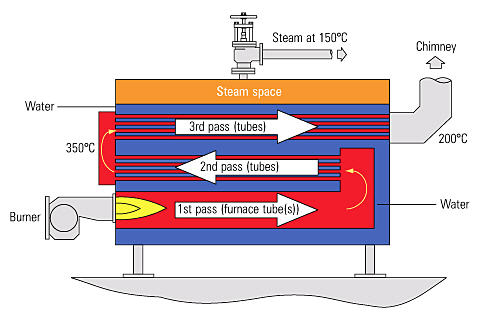 Steam at 150°C
Chimney
Steam space
Water
3rd pass (tubes)
350°C
200°C
2nd pass (tubes)
Burner
1st pass (furnace tube(s))
Water